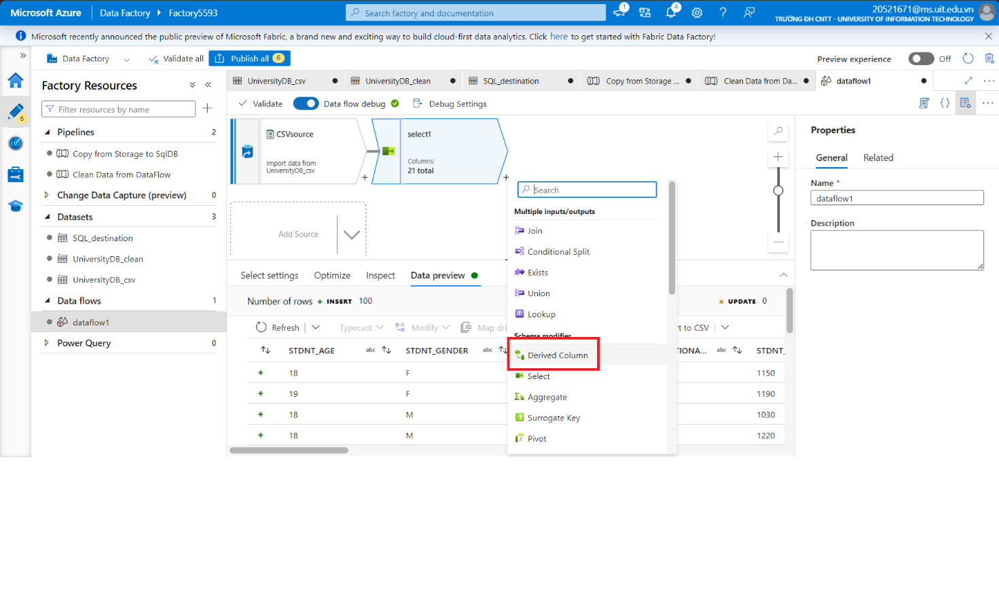 Microsoft Azure
Data Factory
Factory5593
Search factory and documentation
1
4
20521671@ms.uit.edu.vn
TRƯỜNG ĐH CNTT - UNIVERSITY OF INFORMATION TECHNOLOGY
Microsoft recently announced the public preview of Microsoft Fabric, a brand new and exciting way to build cloud-first data analytics. Click here to get started with Fabric Data Factory!
Data Factory
Validate all
Publish all 6
Preview experience
Off
6
Factory Resources
Filter resources by name
Pipelines 2
Copy from Storage to SqlDB
Clean Data from DataFlow
Change Data Capture (preview) 0
Datasets 3
SQL_destination
UniversityDB_clean
UniversityDB_csv
Data flows 1
dataflow1
Power Query 0
UniversityDB_csv
UniversityDB_clean
SQL_destination
Copy from Storage ...
Clean Data from Da...
dataflow1
Validate
Data flow debug
Debug Settings
CSVsource
Import data from
UniversityDB_csv
+
select1
Columns:
21 total
+
Add Source
Search
Multiple inputs/outputs
Join
Conditional Split
Exists
Union
Lookup
Schema modifier
Derived Column
Select
Aggregate
Surrogate Key
Pivot
Select settings
Optimize
Inspect
Data preview
Number of rows + INSERT 100
UPDATE 0
Refresh
Typecast
Modify
Map dri
rt to CSV
STDNT_AGE abc STDNT_GENDER abc TIONA... abc STDNT_
+ 18 F 1150
+ 19 F 1190
+ 18 M 1030
+ 18 M 1220
Properties
General
Related
Name *
dataflow1
Description